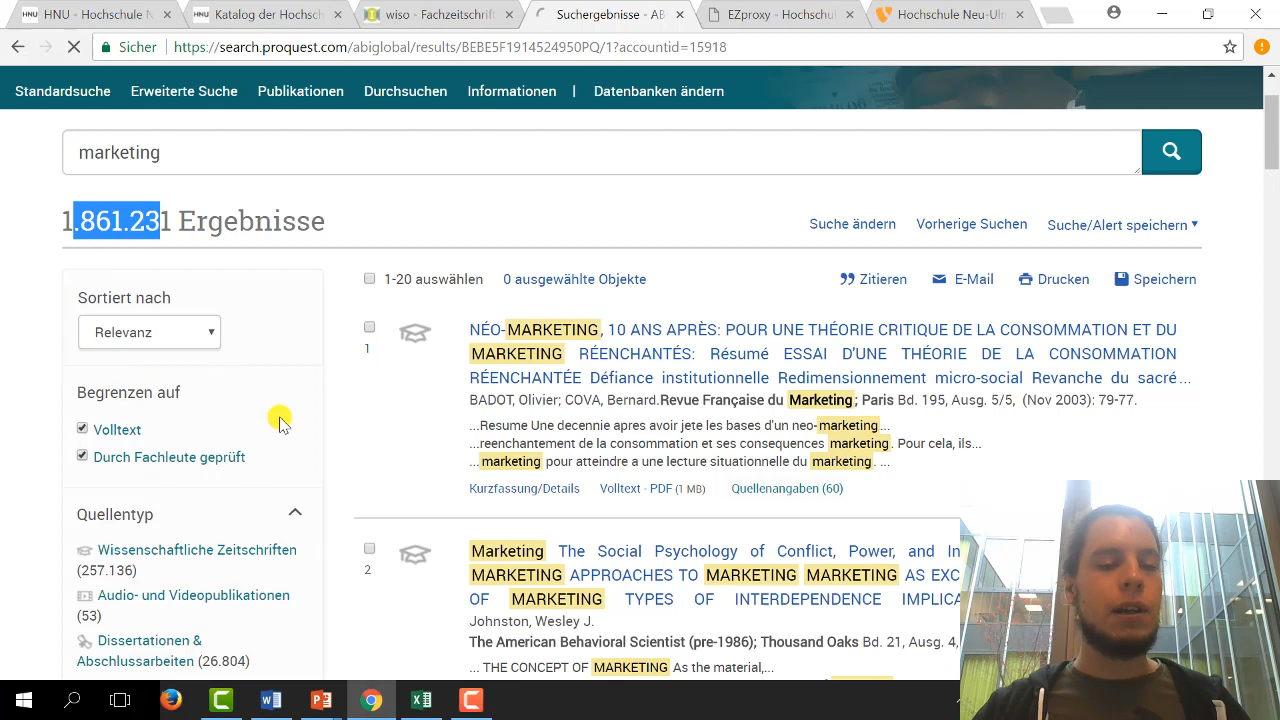 HNU - Hochschule N
Katalog der Hochsch
wiso - Fachzeitschrif
Suchergebnisse - AB
EZproxy - Hochschul
Hochschule Neu-Ulm
Sicher
https://search.proquest.com/abiglobal/results/BEBE5F1914524950PQ/1?accountid=15918
Standardsuche Erweiterte Suche Publikationen Durchsuchen Informationen | Datenbanken ändern
marketing
1.861.231 Ergebnisse
Suche ändern Vorherige Suchen Suche/Alert speichern
Sortiert nach
Relevanz
Begrenzen auf
Volltext
Durch Fachleute geprüft
Quellentyp
Wissenschaftliche Zeitschriften
(257.136)
Audio- und Videopublikationen
(53)
Dissertationen &
Abschlussarbeiten (26.804)
1-20 auswählen 0 ausgewählte Objekte Zitieren E-Mail Drucken Speichern
1
NÉO-MARKETING, 10 ANS APRÈS: POUR UNE THÉORIE CRITIQUE DE LA CONSOMMATION ET DU
MARKETING RÉENCHANTÉS: Résumé ESSAI D'UNE THÉORIE DE LA CONSOMMATION
RÉENCHANTÉE Défiance institutionnelle Redimensionnement micro-social Revanche du sacré...
BADOT, Olivier; COVA, Bernard.Revue Française du Marketing; Paris Bd. 195, Ausg. 5/5, (Nov 2003): 79-77.
...Resume Une decennie apres avoir jete les bases d'un neo-marketing...
...reenchantement de la consommation et ses consequences marketing. Pour cela, ils...
...marketing pour atteindre a une lecture situationnelle du marketing. ...
Kurzfassung/Details Volltext - PDF (1 MB) Quellenangaben (60)
2
Marketing The Social Psychology of Conflict, Power, and In
MARKETING APPROACHES TO MARKETING MARKETING AS EXC
OF MARKETING TYPES OF INTERDEPENDENCE IMPLICA
Johnston, Wesley J.
The American Behavioral Scientist (pre-1986); Thousand Oaks Bd. 21, Ausg. 4,
... THE CONCEPT OF MARKETING As the material,...